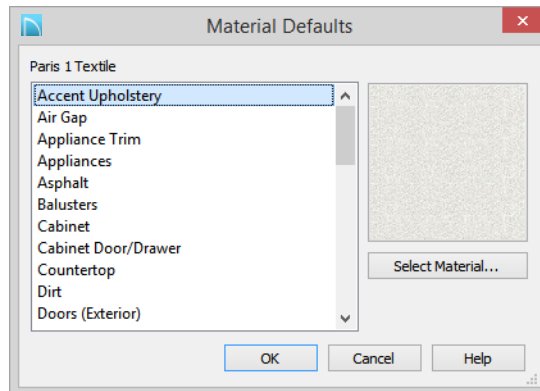 Material Defaults
Paris 1 Textile
Accent Upholstery
Air Gap
Appliance Trim
Appliances
Asphalt
Balusters
Cabinet
Cabinet Door/Drawer
Countertop
Dirt
Doors (Exterior)
Select Material...
OK
Cancel
Help